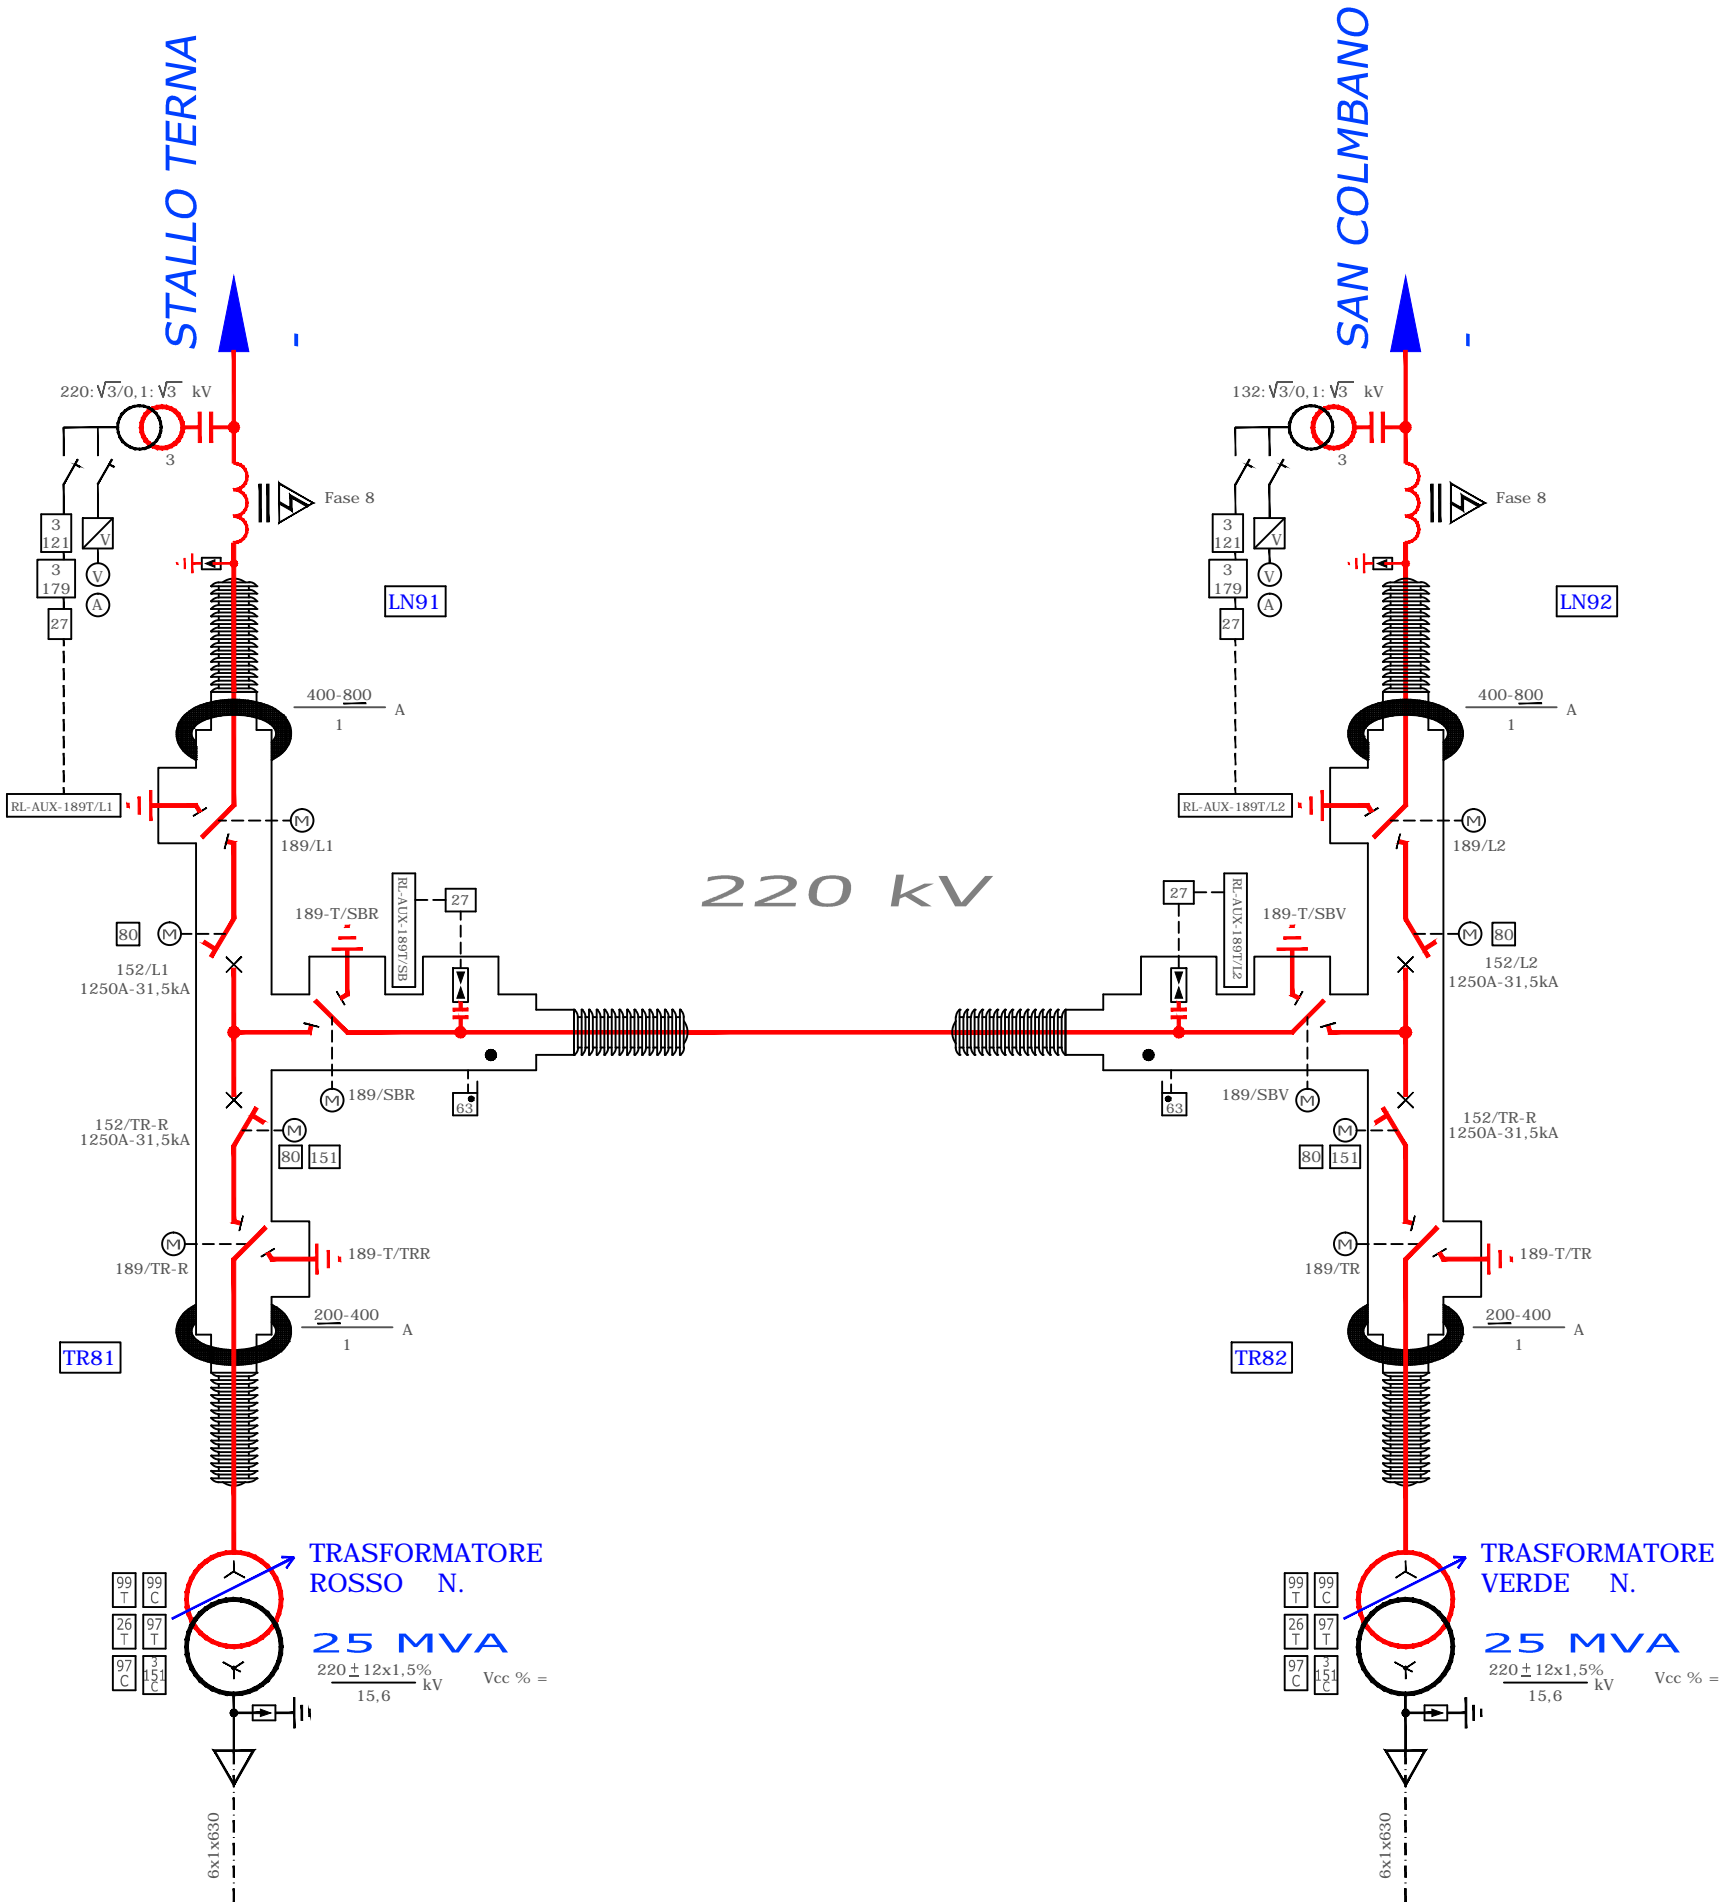 STALLO TERNA
-
SAN COLMBANO
-
220:√3/0,1:√3 kV
3
Fase 8
3
121
V
3
179
V
A
27
LN91
400-800
A
1
RL-AUX-189T/L1
M
189/L1
80
M
152/L1
1250A-31,5kA
189-T/SBR
RL-AUX-189T/SB
27
M
189/SBR
63
152/TR-R
1250A-31,5kA
M
80
151
M
189/TR-R
189-T/TRR
200-400
A
1
TR81
TRASFORMATORE
ROSSO N.
99
T
99
C
26
T
97
T
97
C
3
151
C
25 MVA
220±12x1,5%
kV
15,6
Vcc % =
6x1x630
220 kV
132:√3/0,1:√3 kV
3
Fase 8
3
121
V
3
179
V
A
27
LN92
400-800
A
1
RL-AUX-189T/L2
M
189/L2
M
80
152/L2
1250A-31,5kA
27
RL-AUX-189T/L2
189-T/SBV
63
189/SBV
M
152/TR-R
1250A-31,5kA
M
80
151
M
189/TR
189-T/TR
200-400
A
1
TR82
TRASFORMATORE
VERDE N.
99
T
99
C
26
T
97
T
97
C
3
151
C
25 MVA
220±12x1,5%
kV
15,6
Vcc % =
6x1x630